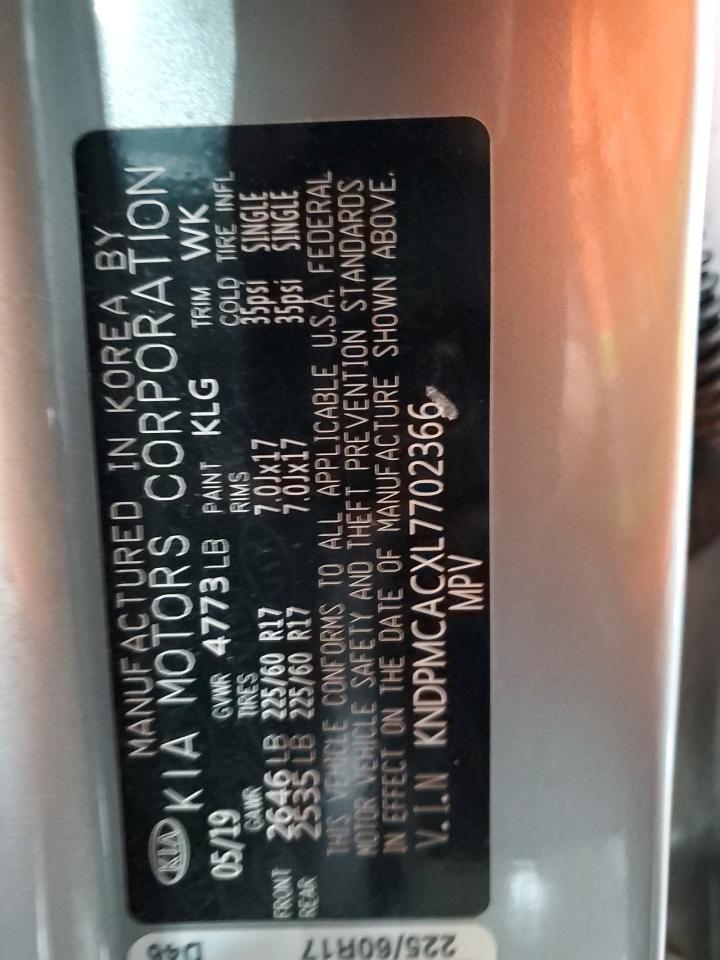 MANUFACTURED IN KOREA BY
KIA KIA MOTORS CORPORATION
05/19 GVWR 4773LB PAINT KLG TRIM WK
GAWR TIRES RIMS COLD TIRE INFL
FRONT 2646LB 225/60 R17 7.0Jx17 35psi SINGLE
REAR 2535LB 225/60 R17 7.0Jx17 35psi SINGLE
THIS VEHICLE CONFORMS TO ALL APPLICABLE U.S.A. FEDERAL
MOTOR VEHICLE SAFETY AND THEFT PREVENTION STANDARDS
IN EFFECT ON THE DATE OF MANUFACTURE SHOWN ABOVE.
V.I.N KNDPMCACXL7702366
MPV
225/60R17